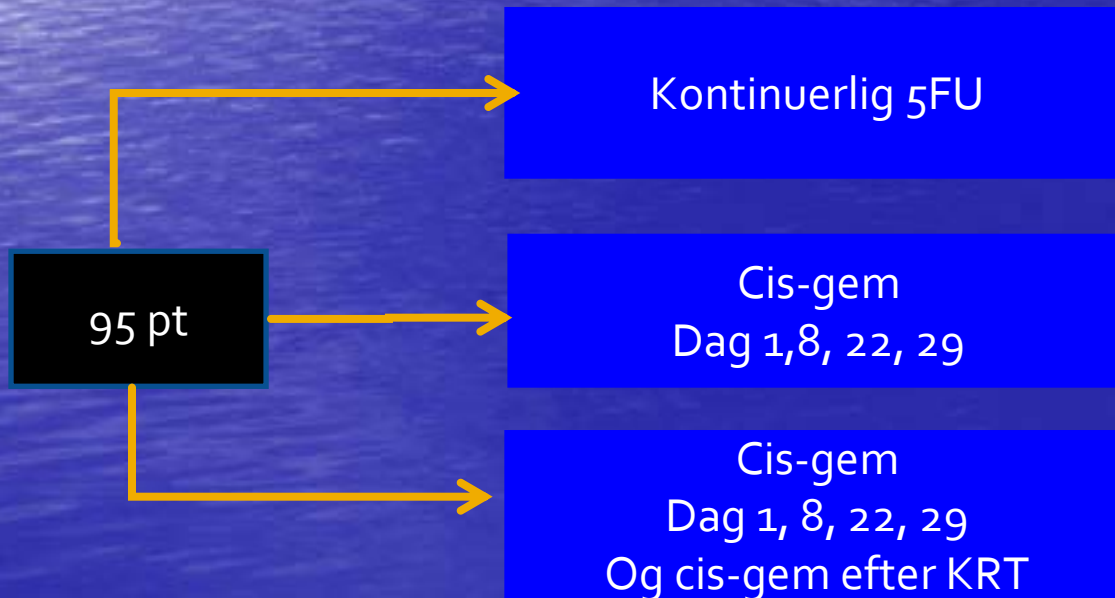 Kontinuerlig 5FU
95 pt
Cis-gem
Dag 1,8, 22, 29
Cis-gem
Dag 1, 8, 22, 29
Og cis-gem efter KRT